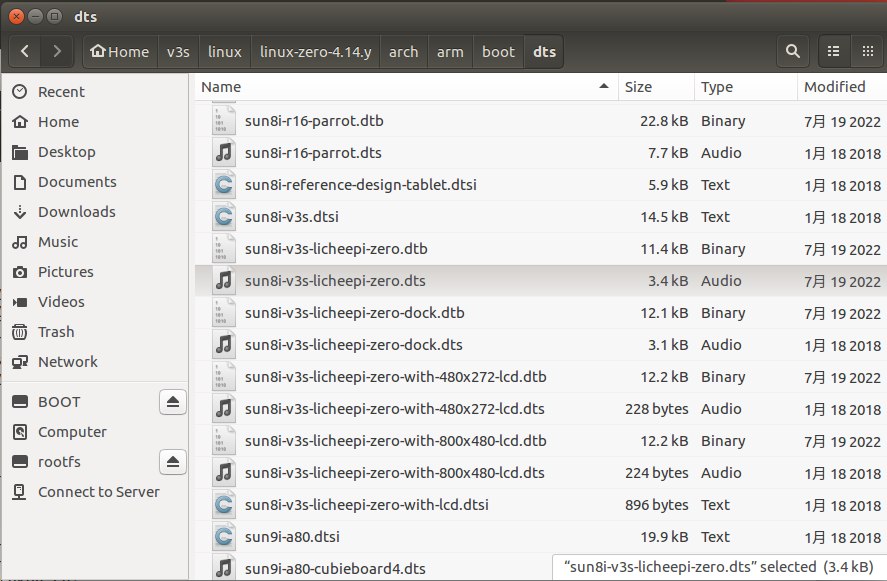 dts
Home v3s linux linux-zero-4.14.y arch arm boot dts
Name Size Type Modified
Recent
Home
Desktop
Documents
Downloads
Music
Pictures
Videos
Trash
Network
BOOT
Computer
rootfs
Connect to Server
sun8i-r16-parrot.dtb 22.8 kB Binary 7月 19 2022
sun8i-r16-parrot.dts 7.7 kB Audio 1月 18 2018
sun8i-reference-design-tablet.dtsi 5.9 kB Text 1月 18 2018
sun8i-v3s.dtsi 14.5 kB Text 1月 18 2018
sun8i-v3s-licheepi-zero.dtb 11.4 kB Binary 7月 19 2022
sun8i-v3s-licheepi-zero.dts 3.4 kB Audio 7月 19 2022
sun8i-v3s-licheepi-zero-dock.dtb 12.1 kB Binary 7月 19 2022
sun8i-v3s-licheepi-zero-dock.dts 3.1 kB Audio 1月 18 2018
sun8i-v3s-licheepi-zero-with-480x272-lcd.dtb 12.2 kB Binary 7月 19 2022
sun8i-v3s-licheepi-zero-with-480x272-lcd.dts 228 bytes Audio 1月 18 2018
sun8i-v3s-licheepi-zero-with-800x480-lcd.dtb 12.2 kB Binary 7月 19 2022
sun8i-v3s-licheepi-zero-with-800x480-lcd.dts 224 bytes Audio 1月 18 2018
sun8i-v3s-licheepi-zero-with-lcd.dtsi 896 bytes Text 1月 18 2018
sun9i-a80.dtsi 19.9 kB Text 1月 18 2018
sun9i-a80-cubieboard4.dts
“sun8i-v3s-licheepi-zero.dts” selected (3.4 kB)